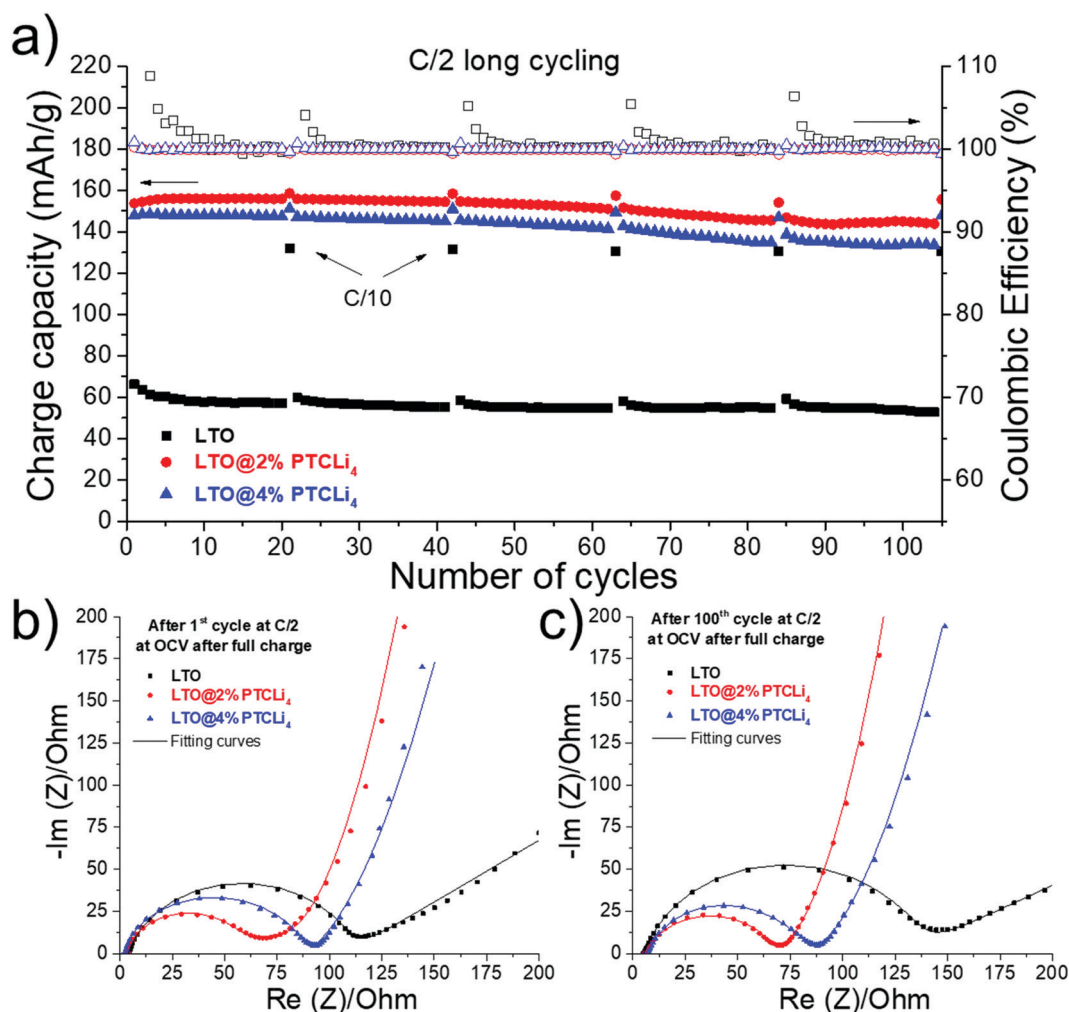 a)
C/2 long cycling
Charge capacity (mAh/g)
220
200
180
160
140
120
100
80
60
40
20
0
110
100
90
80
70
60
Coulombic Efficiency (%)
C/10
LTO
LTO@2% PTCLi₄
LTO@4% PTCLi₄
0 10 20 30 40 50 60 70 80 90 100
Number of cycles
b)
After 1st cycle at C/2
at OCV after full charge
LTO
LTO@2% PTCLi₄
LTO@4% PTCLi₄
Fitting curves
-Im (Z)/Ohm
200
175
150
125
100
75
50
25
0
0 25 50 75 100 125 150 175 200
Re (Z)/Ohm
c)
After 100th cycle at C/2
at OCV after full charge
LTO
LTO@2% PTCLi₄
LTO@4% PTCLi₄
Fitting curves
-Im (Z)/Ohm
200
175
150
125
100
75
50
25
0
0 25 50 75 100 125 150 175 200
Re (Z)/Ohm